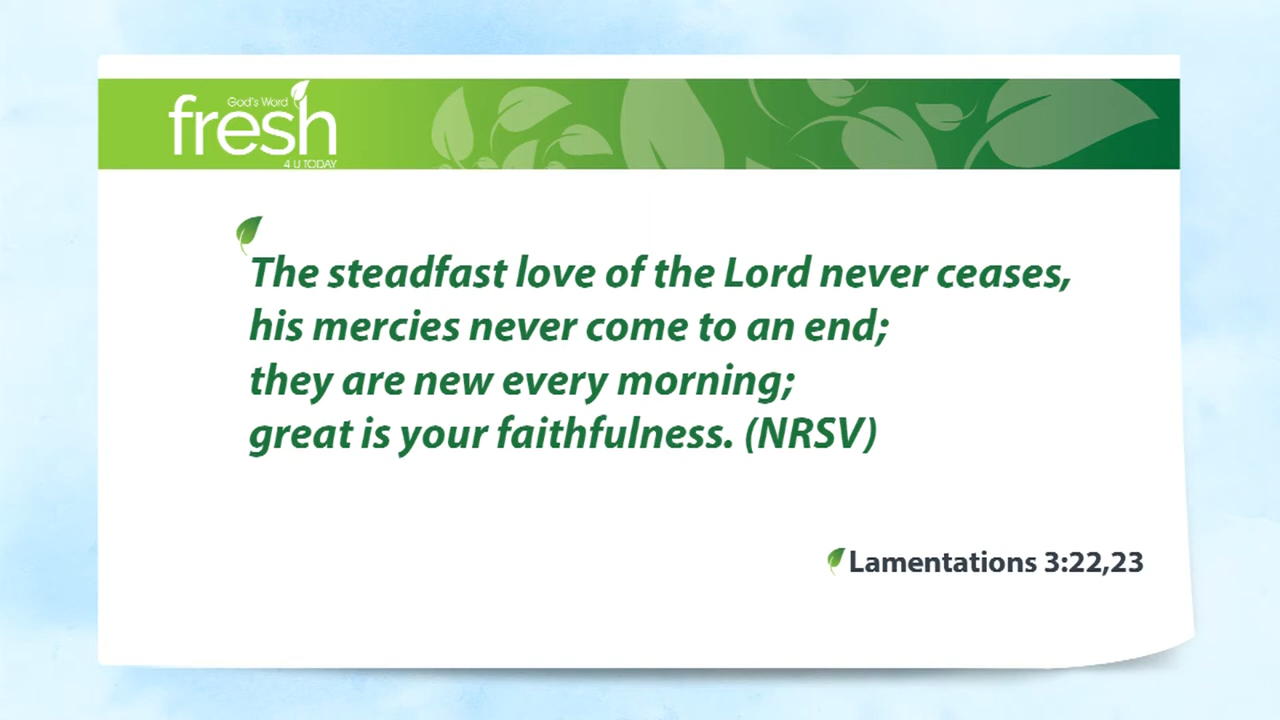 God's Word
fresh
4 U TODAY
The steadfast love of the Lord never ceases,
his mercies never come to an end;
they are new every morning;
great is your faithfulness. (NRSV)
Lamentations 3:22,23